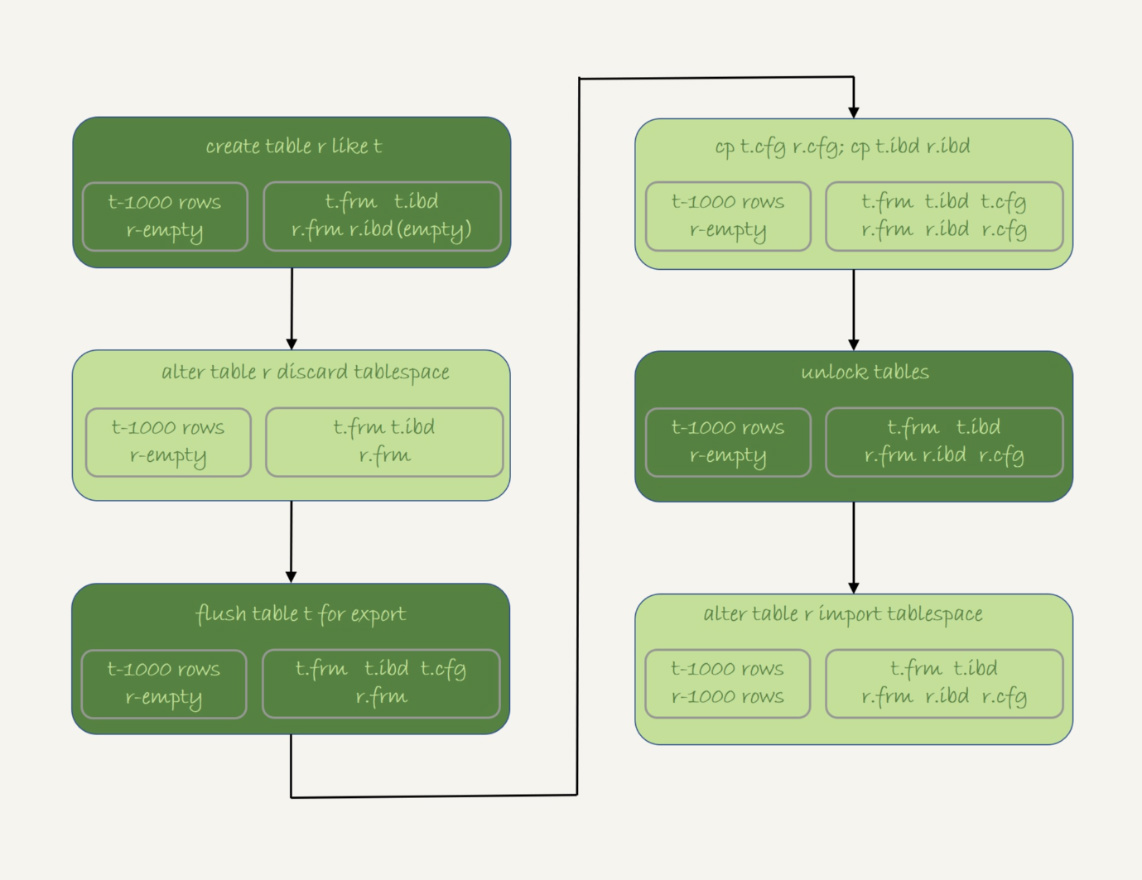 create table r like t
t-1000 rows
r-empty
t.frm t.ibd
r.frm r.ibd(empty)
alter table r discard tablespace
t-1000 rows
r-empty
t.frm t.ibd
r.frm
flush table t for export
t-1000 rows
r-empty
t.frm t.ibd t.cfg
r.frm
cp t.cfg r.cfg; cp t.ibd r.ibd
t-1000 rows
r-empty
t.frm t.ibd t.cfg
r.frm r.ibd r.cfg
unlock tables
t-1000 rows
r-empty
t.frm t.ibd
r.frm r.ibd r.cfg
alter table r import tablespace
t-1000 rows
r-1000 rows
t.frm t.ibd
r.frm r.ibd r.cfg